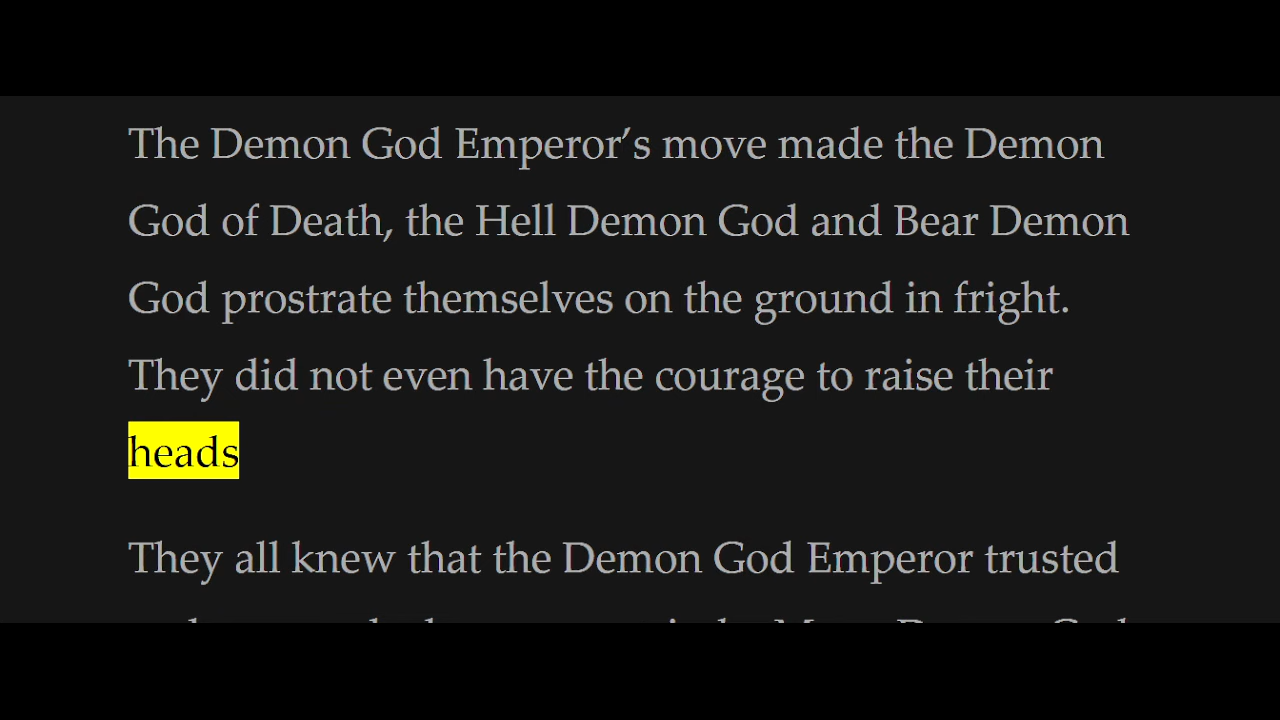 The Demon God Emperor’s move made the Demon
God of Death, the Hell Demon God and Bear Demon
God prostrate themselves on the ground in fright.
They did not even have the courage to raise their
heads
They all knew that the Demon God Emperor trusted